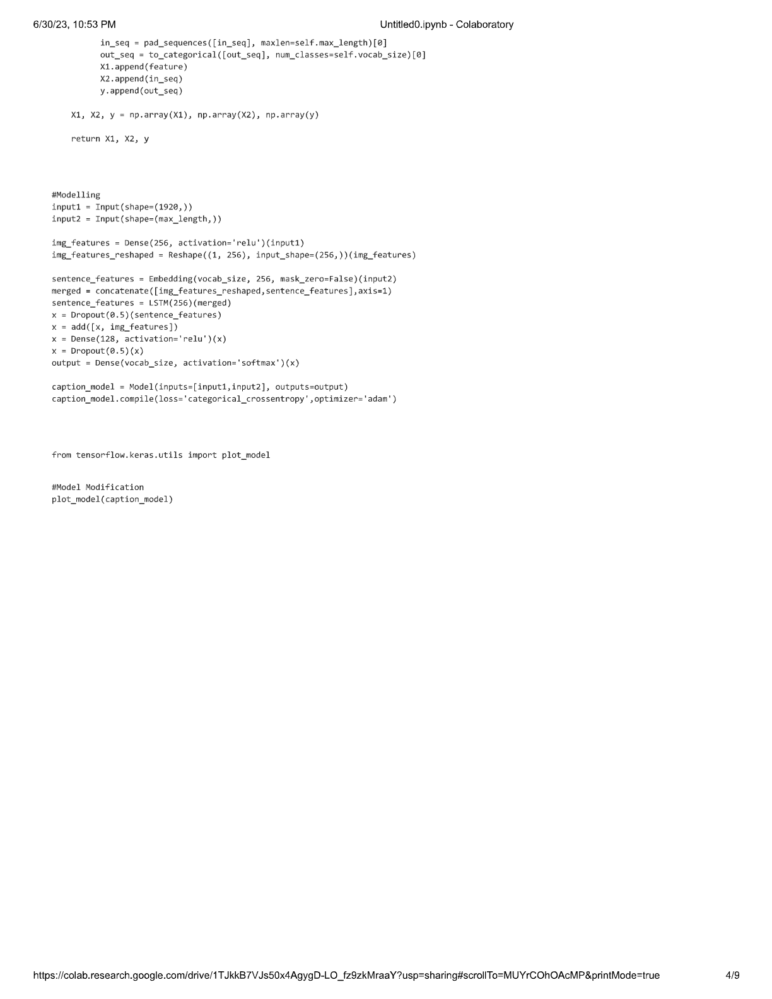 6/30/23, 10:53 PM Untitled0.ipynb - Colaboratory
in_seq = pad_sequences([in_seq], maxlen=self.max_length)[0]
out_seq = to_categorical([out_seq], num_classes=self.vocab_size)[0]
X1.append(feature)
X2.append(in_seq)
y.append(out_seq)
X1, X2, y = np.array(X1), np.array(X2), np.array(y)
return X1, X2, y
#Modelling
input1 = Input(shape=(1920,))
input2 = Input(shape=(max_length,))
img_features = Dense(256, activation='relu')(input1)
img_features_reshaped = Reshape((1, 256), input_shape=(256,))(img_features)
sentence_features = Embedding(vocab_size, 256, mask_zero=False)(input2)
merged = concatenate([img_features_reshaped,sentence_features],axis=1)
sentence_features = LSTM(256)(merged)
x = Dropout(0.5)(sentence_features)
x = add([x, img_features])
x = Dense(128, activation='relu')(x)
x = Dropout(0.5)(x)
output = Dense(vocab_size, activation='softmax')(x)
caption_model = Model(inputs=[input1,input2], outputs=output)
caption_model.compile(loss='categorical_crossentropy',optimizer='adam')
from tensorflow.keras.utils import plot_model
#Model Modification
plot_model(caption_model)
https://colab.research.google.com/drive/1TJkkB7VJs50x4AgygD-LO_fz9zkMraaY?usp=sharing#scrollTo=MUYrCOhOAcMP&printMode=true 4/9